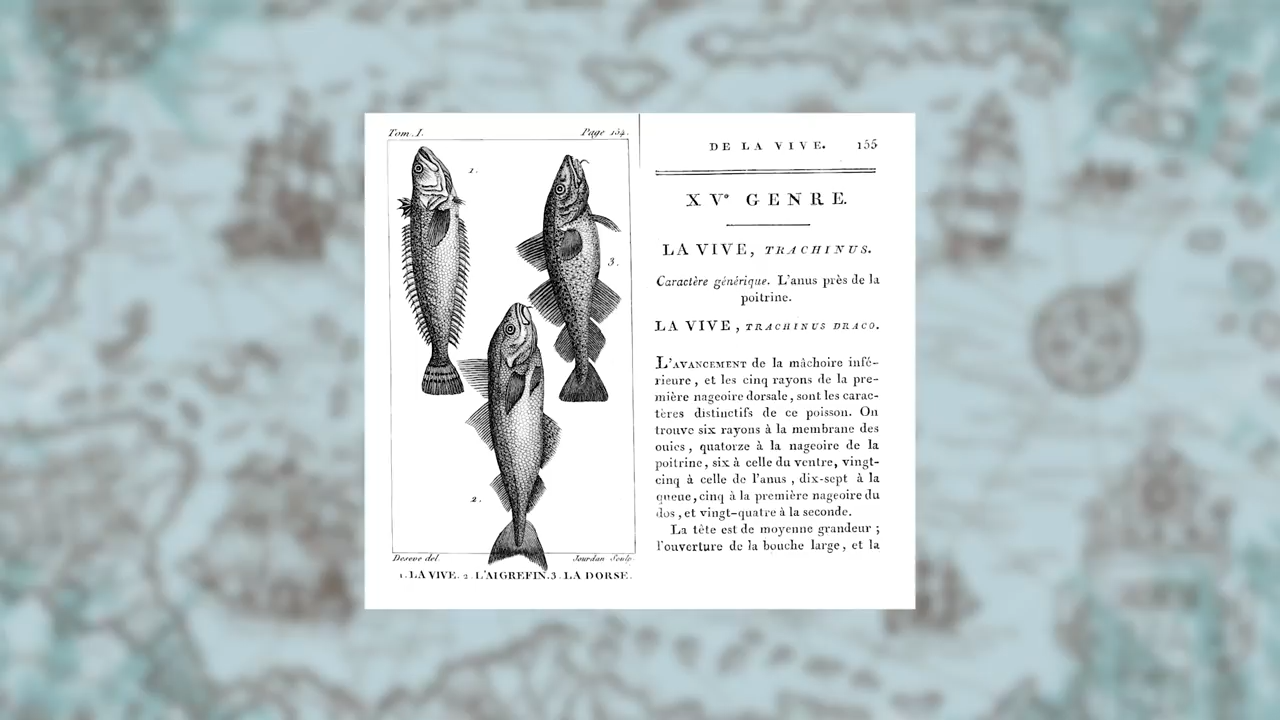 Tom. I.
Page 154.
1.
3.
2.
Deseve del.
Jourdan Sculp.
1. LA VIVE. 2. L'AIGREFIN. 3. LA DORSE.
DE LA VIVE. 155
XVe GENRE.
LA VIVE, TRACHINUS.
Caractère générique. L'anus près de la
poitrine.
LA VIVE, TRACHINUS DRACO.
L'AVANCEMENT de la mâchoire infé-
rieure, et les cinq rayons de la pre-
mière nageoire dorsale, sont les carac-
tères distinctifs de ce poisson. On
trouve six rayons à la membrane des
ouies, quatorze à la nageoire de la
poitrine, six à celle du ventre, vingt-
cinq à celle de l'anus, dix-sept à la
queue, cinq à la première nageoire du
dos, et vingt-quatre à la seconde.
La tête est de moyenne grandeur ;
l'ouverture de la bouche large, et la